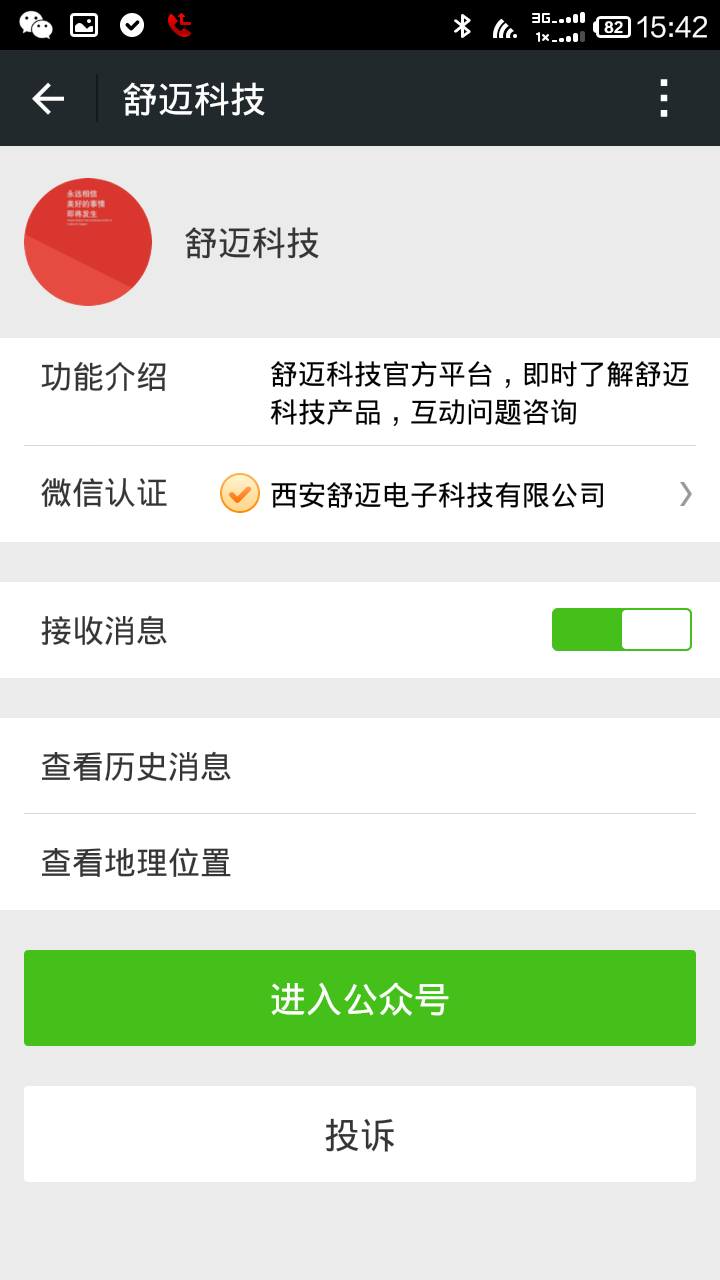 3G 1x 82 15:42
舒迈科技
永远相信
美好的事情
即将发生
舒迈科技
功能介绍 舒迈科技官方平台，即时了解舒迈
科技产品，互动问题咨询
微信认证 西安舒迈电子科技有限公司
接收消息
查看历史消息
查看地理位置
进入公众号
投诉